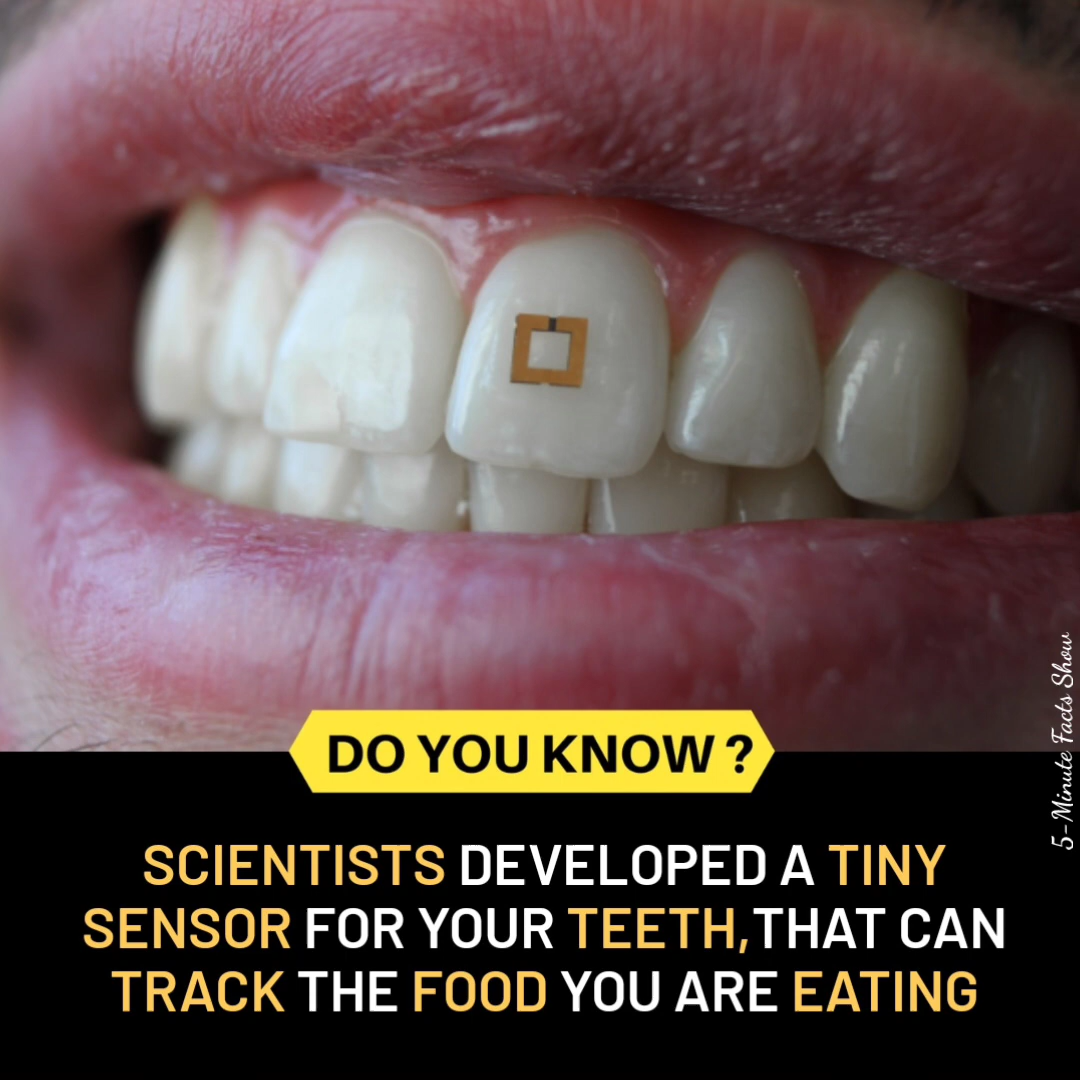 DO YOU KNOW ?
SCIENTISTS DEVELOPED A TINY
SENSOR FOR YOUR TEETH,THAT CAN
TRACK THE FOOD YOU ARE EATING
5-Minute Facts Show